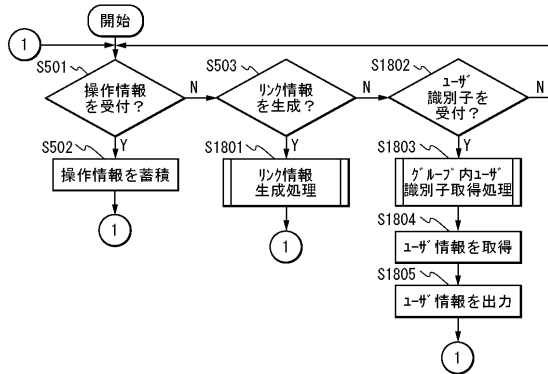 開始
1
S501
操作情報
を受付?
N
S503
リンク情報
を生成?
N
S1802
ユーザ
識別子を
受付?
N
Y
S502
操作情報を蓄積
1
Y
S1801
リンク情報
生成処理
1
Y
S1803
グループ内ユーザ
識別子取得処理
S1804
ユーザ情報を取得
S1805
ユーザ情報を出力
1